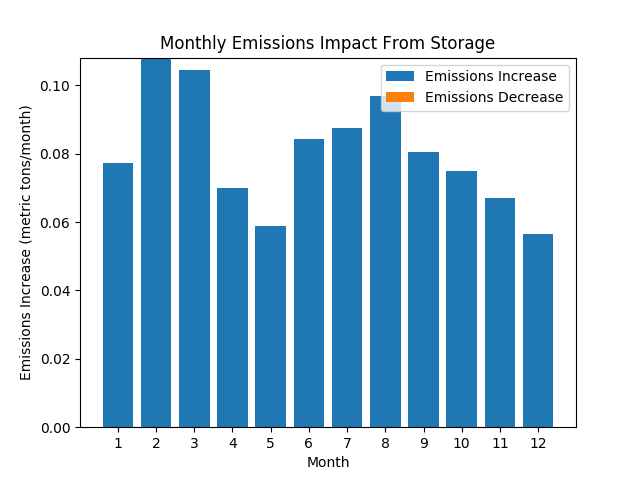 Monthly Emissions Impact From Storage
Emissions Increase
Emissions Decrease
Emissions Increase (metric tons/month)
0.10
0.08
0.06
0.04
0.02
0.00
1 2 3 4 5 6 7 8 9 10 11 12
Month